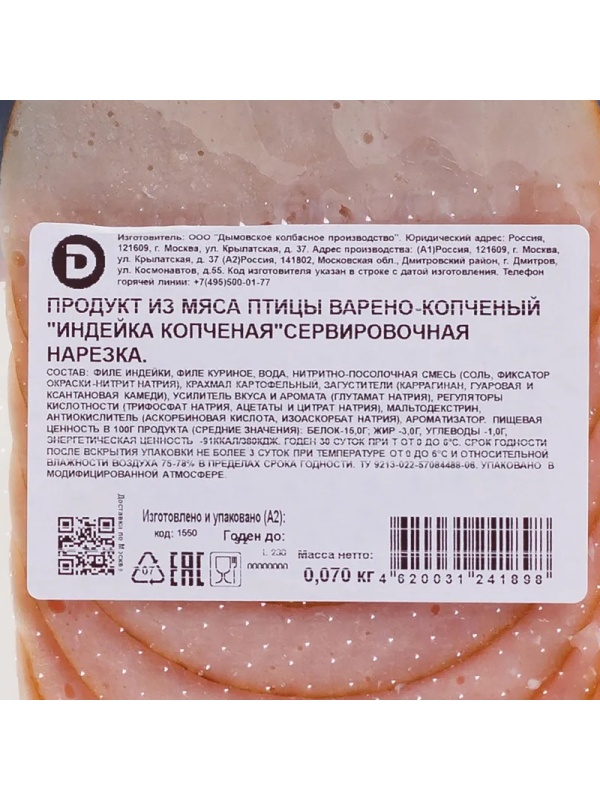 D
Изготовитель: ООО "Дымовское колбасное производство". Юридический адрес: Россия,
121609, г. Москва, ул. Крылатская, д. 37. Адрес производства: (А1)Россия, 121609, г. Москва,
ул. Крылатская, д. 37 (А2)Россия, 141802, Московская обл., Дмитровский район, г. Дмитров,
ул. Космонавтов, д.55. Код изготовителя указан в строке с датой изготовления. Телефон
горячей линии: +7(495)500-01-77
ПРОДУКТ ИЗ МЯСА ПТИЦЫ ВАРЕНО-КОПЧЕНЫЙ
"ИНДЕЙКА КОПЧЕНАЯ"СЕРВИРОВОЧНАЯ
НАРЕЗКА.
СОСТАВ: ФИЛЕ ИНДЕЙКИ, ФИЛЕ КУРИНОЕ, ВОДА, НИТРИТНО-ПОСОЛОЧНАЯ СМЕСЬ (СОЛЬ, ФИКСАТОР
ОКРАСКИ-НИТРИТ НАТРИЯ), КРАХМАЛ КАРТОФЕЛЬНЫЙ, ЗАГУСТИТЕЛИ (КАРРАГИНАН, ГУАРОВАЯ И
КСАНТАНОВАЯ КАМЕДИ), УСИЛИТЕЛЬ ВКУСА И АРОМАТА (ГЛУТАМАТ НАТРИЯ), РЕГУЛЯТОРЫ
КИСЛОТНОСТИ (ТРИФОСФАТ НАТРИЯ, АЦЕТАТЫ И ЦИТРАТ НАТРИЯ), МАЛЬТОДЕКСТРИН,
АНТИОКИСЛИТЕЛЬ (АСКОРБИНОВАЯ КИСЛОТА, ИЗОАСКОРБАТ НАТРИЯ), АРОМАТИЗАТОР. ПИЩЕВАЯ
ЦЕННОСТЬ В 100Г ПРОДУКТА (СРЕДНИЕ ЗНАЧЕНИЯ): БЕЛОК-15,0Г; ЖИР -3,0Г, УГЛЕВОДЫ -1,0Г,
ЭНЕРГЕТИЧЕСКАЯ ЦЕННОСТЬ -91ККАЛ/380КДЖ. ГОДЕН 30 СУТОК ПРИ Т ОТ 0 ДО 6°С. СРОК ГОДНОСТИ
ПОСЛЕ ВСКРЫТИЯ УПАКОВКИ НЕ БОЛЕЕ 3 СУТОК ПРИ ТЕМПЕРАТУРЕ ОТ 0 ДО 6°С И ОТНОСИТЕЛЬНОЙ
ВЛАЖНОСТИ ВОЗДУХА 75-78% В ПРЕДЕЛАХ СРОКА ГОДНОСТИ. ТУ 9213-022-57084488-06. УПАКОВАНО В
МОДИФИЦИРОВАННОЙ АТМОСФЕРЕ.
Доставка по Москве
Изготовлено и упаковано (А2):
код: 1550
Годен до:
Масса нетто:
0,070 кг
07
EAC
4 620031 241898